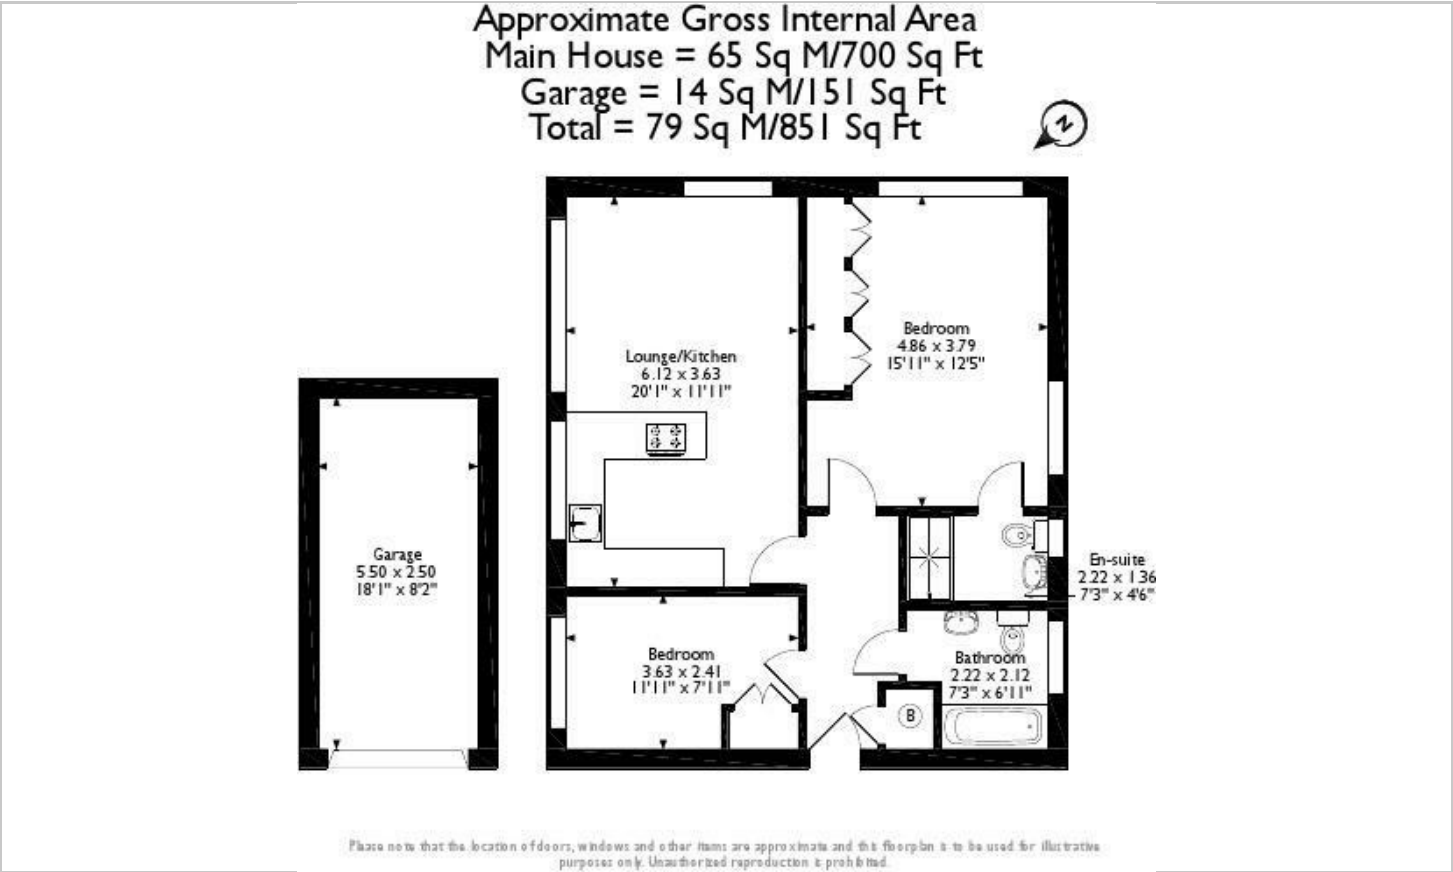 Approximate Gross Internal Area
Main House = 65 Sq M/700 Sq Ft
Garage = 14 Sq M/151 Sq Ft
Total = 79 Sq M/851 Sq Ft
N
Bedroom
4.86 x 3.79
15'11" x 12'5"
Lounge/Kitchen
6.12 x 3.63
20'1" x 11'11"
Garage
5.50 x 2.50
18'1" x 8'2"
En-suite
2.22 x 1.36
7'3" x 4'6"
Bedroom
3.63 x 2.41
11'11" x 7'11"
Bathroom
2.22 x 2.12
7'3" x 6'11"
B
Please note that the location of doors, windows and other items are approximate and this floorplan is to be used for illustrative
purposes only. Unauthorized reproduction is prohibited.